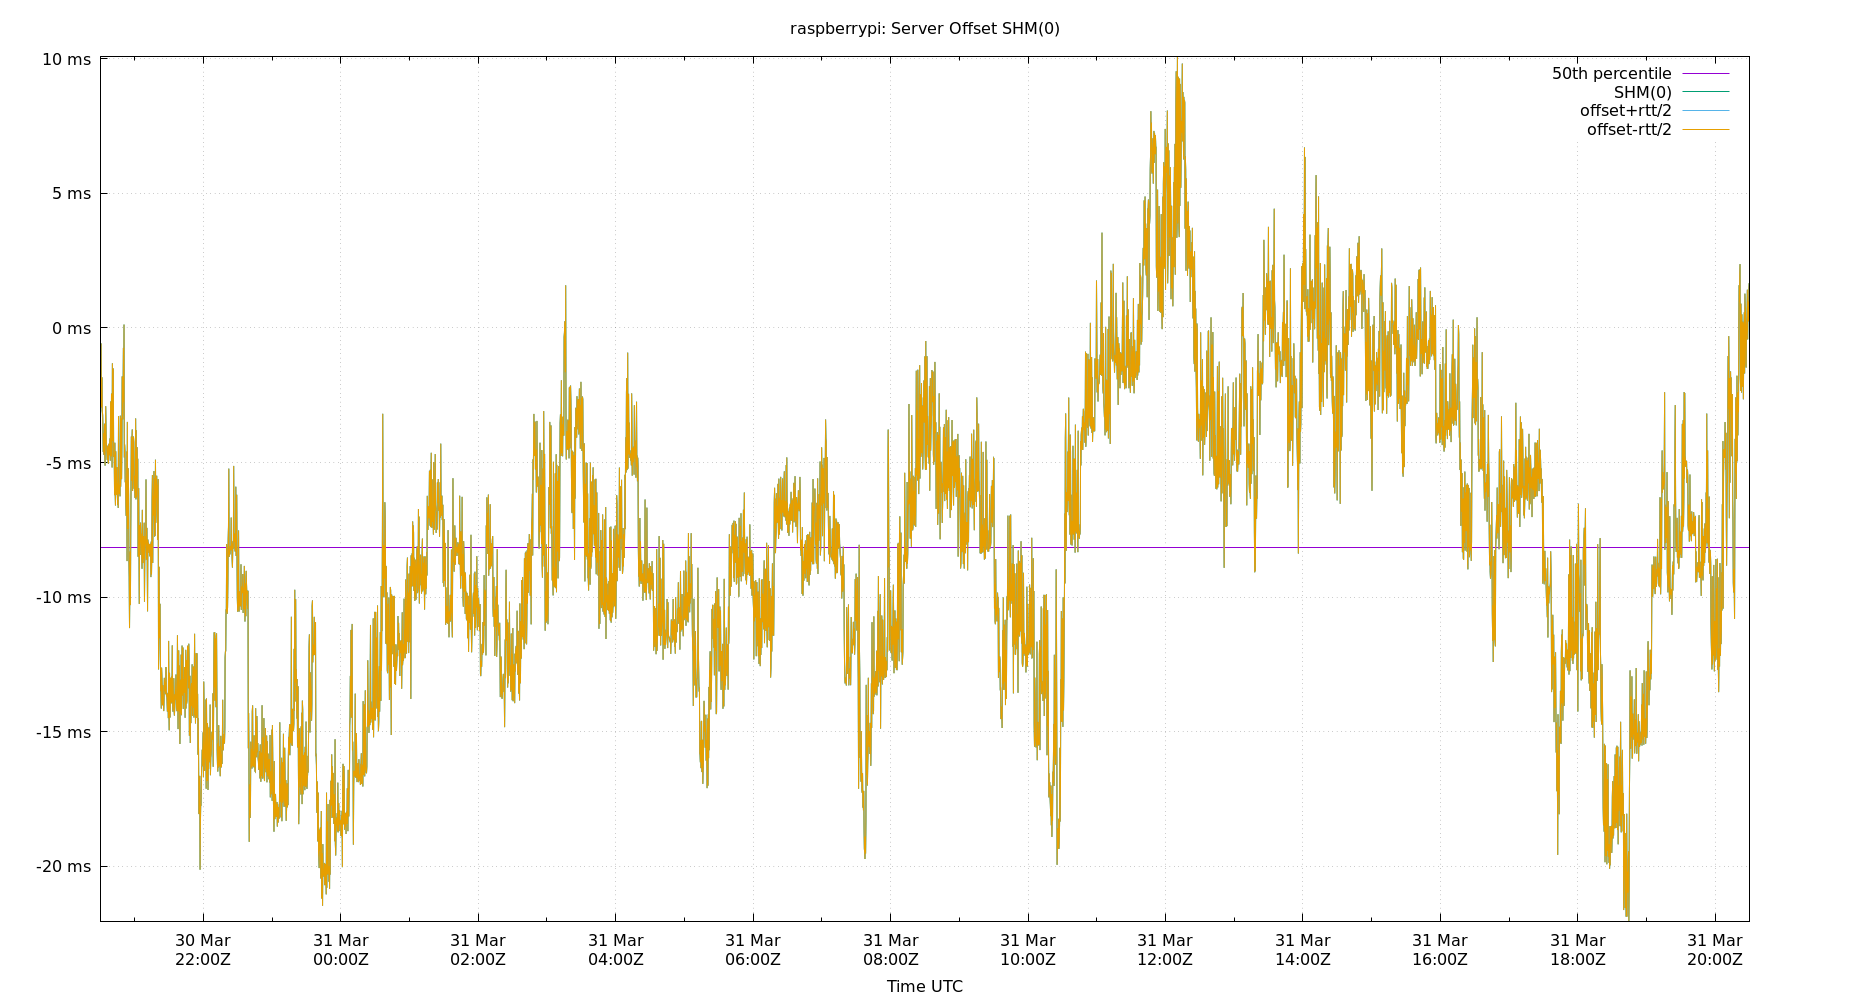 raspberrypi: Server Offset SHM(0)
10 ms
5 ms
0 ms
-5 ms
-10 ms
-15 ms
-20 ms
50th percentile
SHM(0)
offset+rtt/2
offset-rtt/2
30 Mar 31 Mar 31 Mar 31 Mar 31 Mar 31 Mar 31 Mar 31 Mar 31 Mar 31 Mar 31 Mar 31 Mar
22:00Z 00:00Z 02:00Z 04:00Z 06:00Z 08:00Z 10:00Z 12:00Z 14:00Z 16:00Z 18:00Z 20:00Z
Time UTC